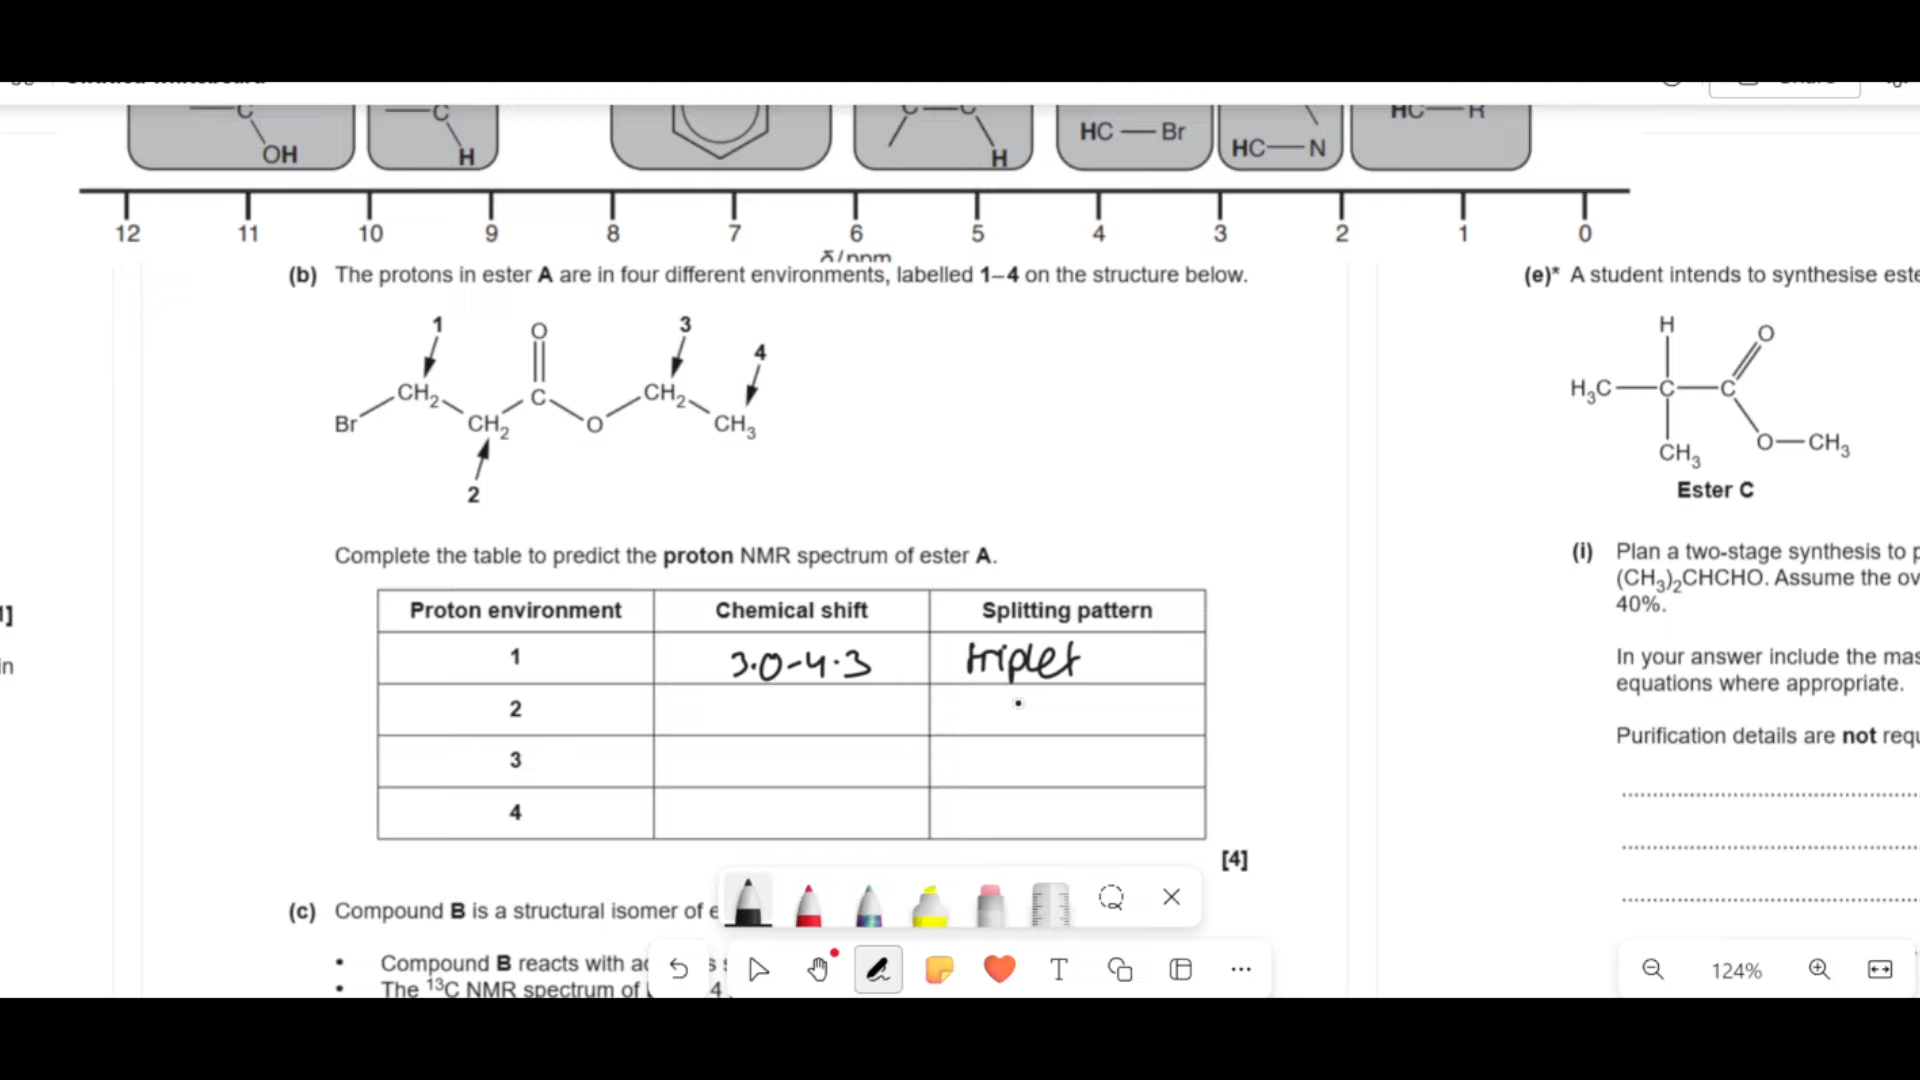 C
OH
C
H
C C
H
HC Br
HC N
HC R
12 11 10 9 8 7 6 5 4 3 2 1 0
δ/ppm
(b) The protons in ester A are in four different environments, labelled 1–4 on the structure below.
1
O
3
4
CH2
C
CH2
Br
CH2
O
CH3
2
Complete the table to predict the proton NMR spectrum of ester A.
Proton environment Chemical shift Splitting pattern
1 3.0-4.3 triplet
2
3
4
[4]
(c) Compound B is a structural isomer of e
• Compound B reacts with a
• The 13C NMR spectrum of 4
1]
in
(e)* A student intends to synthesise este
H
O
H3C C C
CH3
O CH3
Ester C
(i) Plan a two-stage synthesis to p
(CH3)2CHCHO. Assume the ov
40%.
In your answer include the mas
equations where appropriate.
Purification details are not requ
T
124%